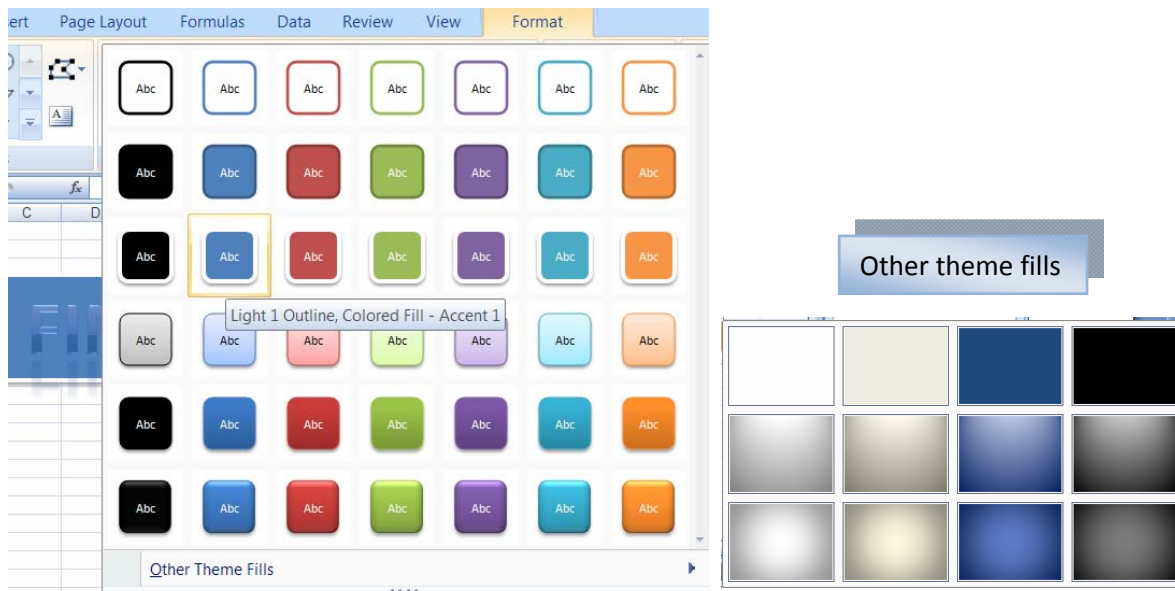 Page Layout Formulas Data Review View Format
Abc Abc Abc Abc Abc Abc Abc
A
Abc Abc Abc Abc Abc Abc Abc
fx
C D
Abc Abc Abc Abc Abc Abc Abc
Other theme fills
Light 1 Outline, Colored Fill - Accent 1
Abc Abc Abc Abc Abc Abc Abc
Abc Abc Abc Abc Abc Abc Abc
Abc Abc Abc Abc Abc Abc Abc
Other Theme Fills